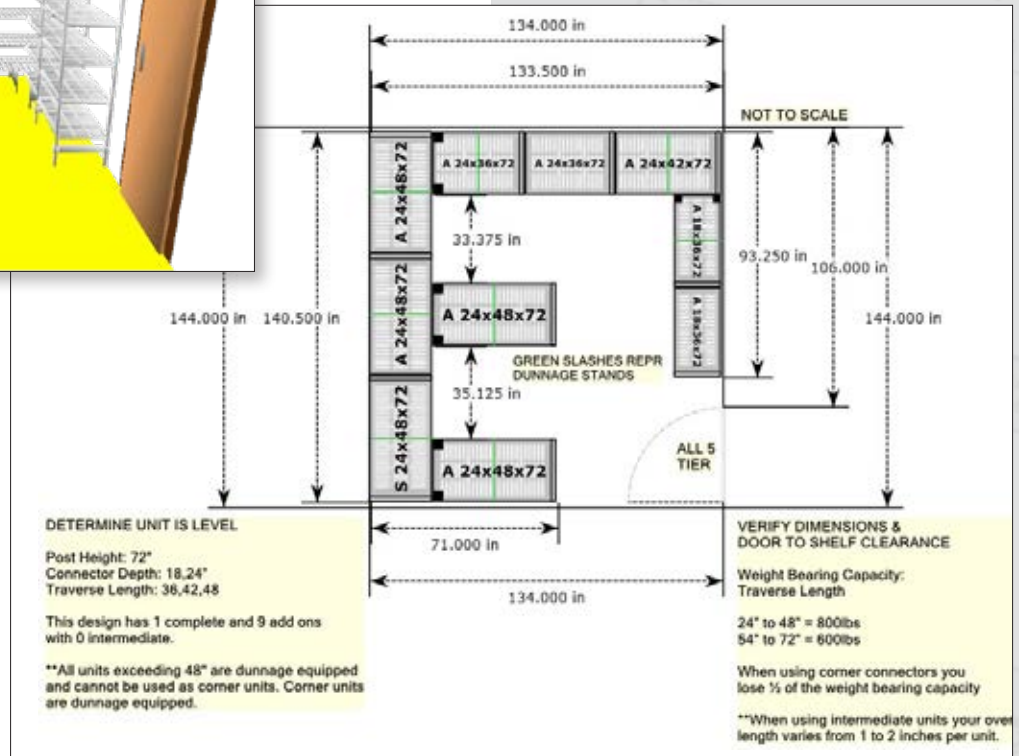 134.000 in
133.500 in
NOT TO SCALE
A 24x48x72
A 24x36x72
A 24x36x72
A 24x42x72
A 18x36x72
33.375 in
93.250 in
106.000 in
144.000 in
140.500 in
A 24x48x72
A 24x48x72
A 18x36x72
144.000 in
GREEN SLASHES REPR
DUNNAGE STANDS
35.125 in
S 24x48x72
A 24x48x72
ALL 5
TIER
71.000 in
134.000 in
DETERMINE UNIT IS LEVEL
Post Height: 72"
Connector Depth: 18,24"
Traverse Length: 36,42,48
This design has 1 complete and 9 add ons
with 0 intermediate.
**All units exceeding 48" are dunnage equipped
and cannot be used as corner units. Corner units
are dunnage equipped.
VERIFY DIMENSIONS &
DOOR TO SHELF CLEARANCE
Weight Bearing Capacity:
Traverse Length
24" to 48" = 800lbs
54" to 72" = 600lbs
When using corner connectors you
lose ½ of the weight bearing capacity
**When using intermediate units your over
length varies from 1 to 2 inches per unit.